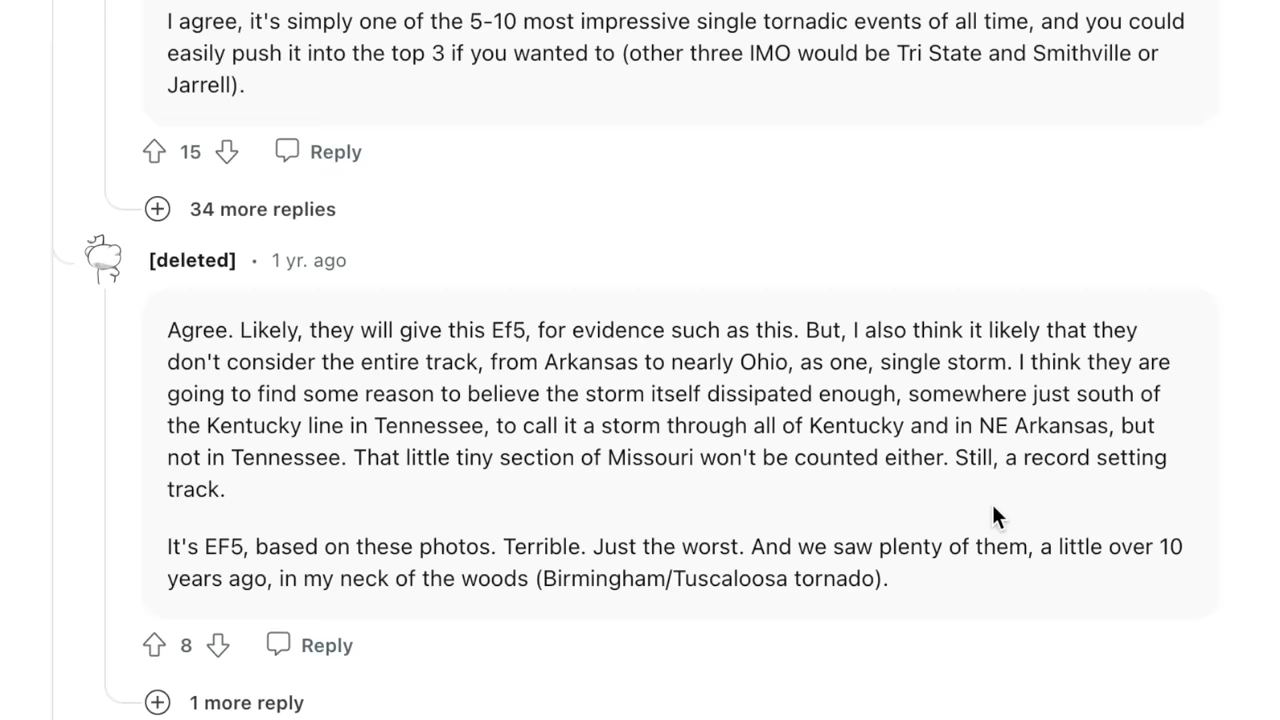 I agree, it's simply one of the 5-10 most impressive single tornadic events of all time, and you could
easily push it into the top 3 if you wanted to (other three IMO would be Tri State and Smithville or
Jarrell).
15 Reply
34 more replies
[deleted] · 1 yr. ago
Agree. Likely, they will give this Ef5, for evidence such as this. But, I also think it likely that they
don't consider the entire track, from Arkansas to nearly Ohio, as one, single storm. I think they are
going to find some reason to believe the storm itself dissipated enough, somewhere just south of
the Kentucky line in Tennessee, to call it a storm through all of Kentucky and in NE Arkansas, but
not in Tennessee. That little tiny section of Missouri won't be counted either. Still, a record setting
track.
It's EF5, based on these photos. Terrible. Just the worst. And we saw plenty of them, a little over 10
years ago, in my neck of the woods (Birmingham/Tuscaloosa tornado).
8 Reply
1 more reply